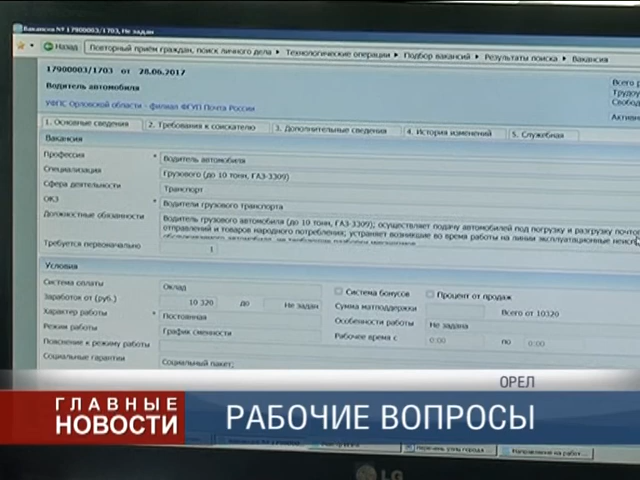 Вакансия № 17900003/1703, Не задан
Назад Повторный приём граждан, поиск личного дела Технологические операции Подбор вакансий Результаты поиска Вакансия
17900003/1703 от 28.06.2017
Всего р
Водитель автомобиля
Трудоу
Свобод
УФПС Орловской области - филиал ФГУП Почта России
Активн
1. Основные сведения 2. Требования к соискателю 3. Дополнительные сведения 4. История изменений 5. Служебная
Вакансия
Профессия * Водитель автомобиля
Специализация Грузового (до 10 тонн, ГАЗ-3309)
Сфера деятельности Транспорт
ОКЗ * Водители грузового транспорта
Должностные обязанности Водитель грузового автомобиля (до 10 тонн, ГАЗ-3309); осуществляет подачу автомобилей под погрузку и разгрузку почто
отправлений и товаров народного потребления; устраняет возникшие во время работы на линии эксплуатационные неисп
Требуется первоначально 1
Условия
Система оплаты Оклад Система бонусов Процент от продаж
Заработок от (руб.) 10 320 до Не задан Сумма матподдержки Всего от 10320
Характер работы * Постоянная Особенности работы Не задана
Режим работы График сменности Рабочее время с 0:00 по 0:00
Пояснение к режиму работы
Социальные гарантии Социальный пакет;
ОРЕЛ
ГЛАВНЫЕ
НОВОСТИ
РАБОЧИЕ ВОПРОСЫ
LG